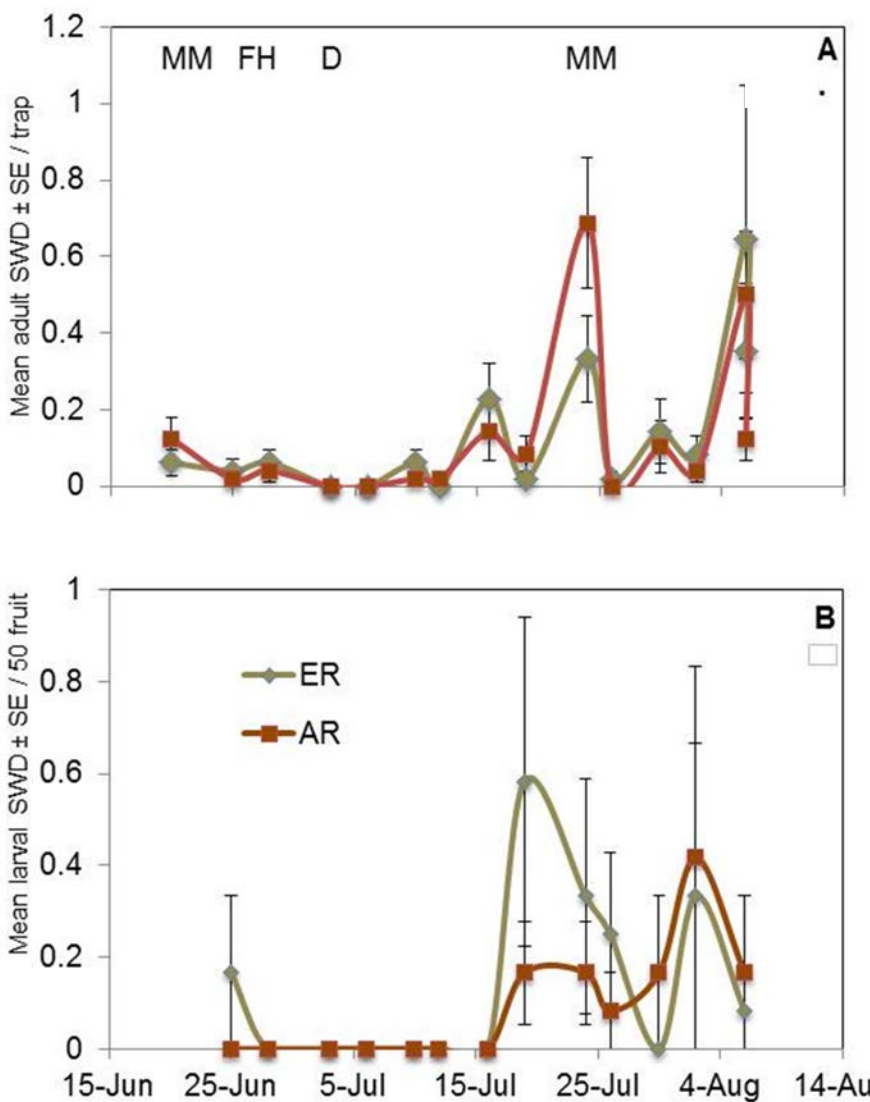 1.2
MM FH D MM A
1
0.8
0.6
0.4
0.2
0
Mean adult SWD ± SE / trap
1
B
0.8
ER
AR
0.6
0.4
0.2
0
Mean larval SWD ± SE / 50 fruit
15-Jun 25-Jun 5-Jul 15-Jul 25-Jul 4-Aug 14-Au